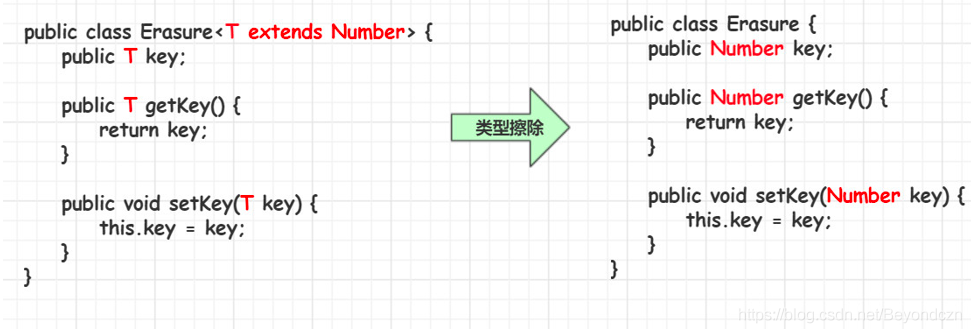 public class Erasure<T extends Number> {
public T key;
public T getKey() {
return key;
}
public void setKey(T key) {
this.key = key;
}
}
类型擦除
public class Erasure {
public Number key;
public Number getKey() {
return key;
}
public void setKey(Number key) {
this.key = key;
}
}
https://blog.csdn.net/Beyondczn